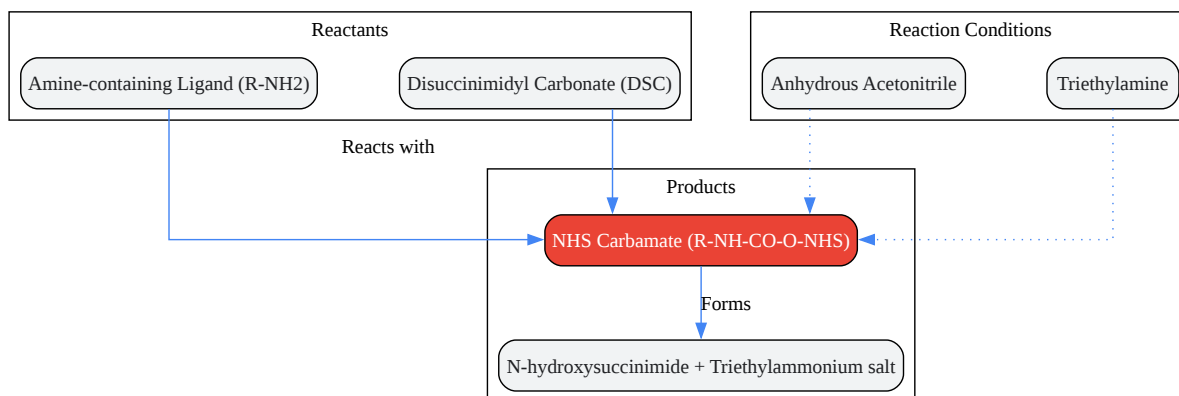 Reactants
Reaction Conditions
Amine-containing Ligand (R-NH2)
Disuccinimidyl Carbonate (DSC)
Anhydrous Acetonitrile
Triethylamine
Reacts with
Products
NHS Carbamate (R-NH-CO-O-NHS)
Forms
N-hydroxysuccinimide + Triethylammonium salt